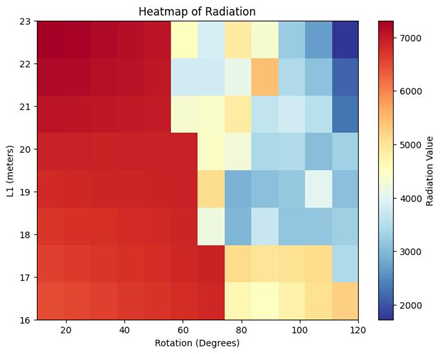 Heatmap of Radiation
23
22
21
20
19
18
17
16
L1 (meters)
20 40 60 80 100 120
Rotation (Degrees)
7000
6000
5000
4000
3000
2000
Radiation Value